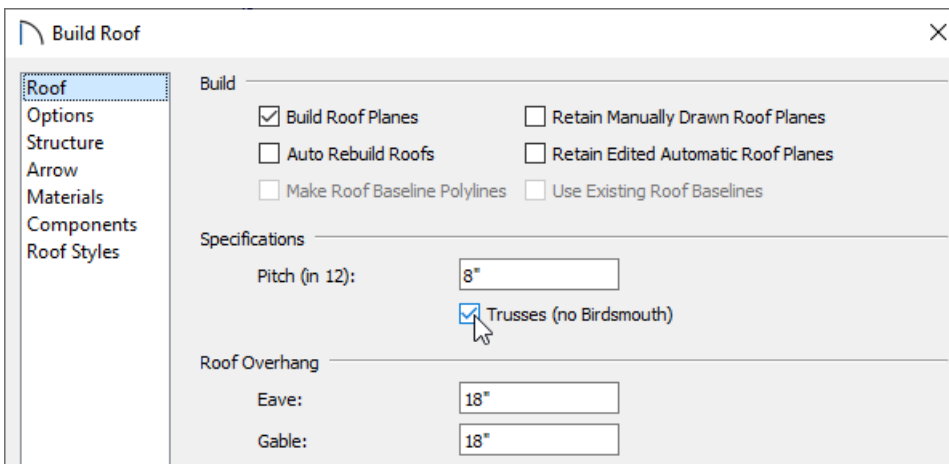 Build Roof
Roof
Options
Structure
Arrow
Materials
Components
Roof Styles
Build
Build Roof Planes Retain Manually Drawn Roof Planes
Auto Rebuild Roofs Retain Edited Automatic Roof Planes
Make Roof Baseline Polylines Use Existing Roof Baselines
Specifications
Pitch (in 12): 8"
Trusses (no Birdsmouth)
Roof Overhang
Eave: 18"
Gable: 18"